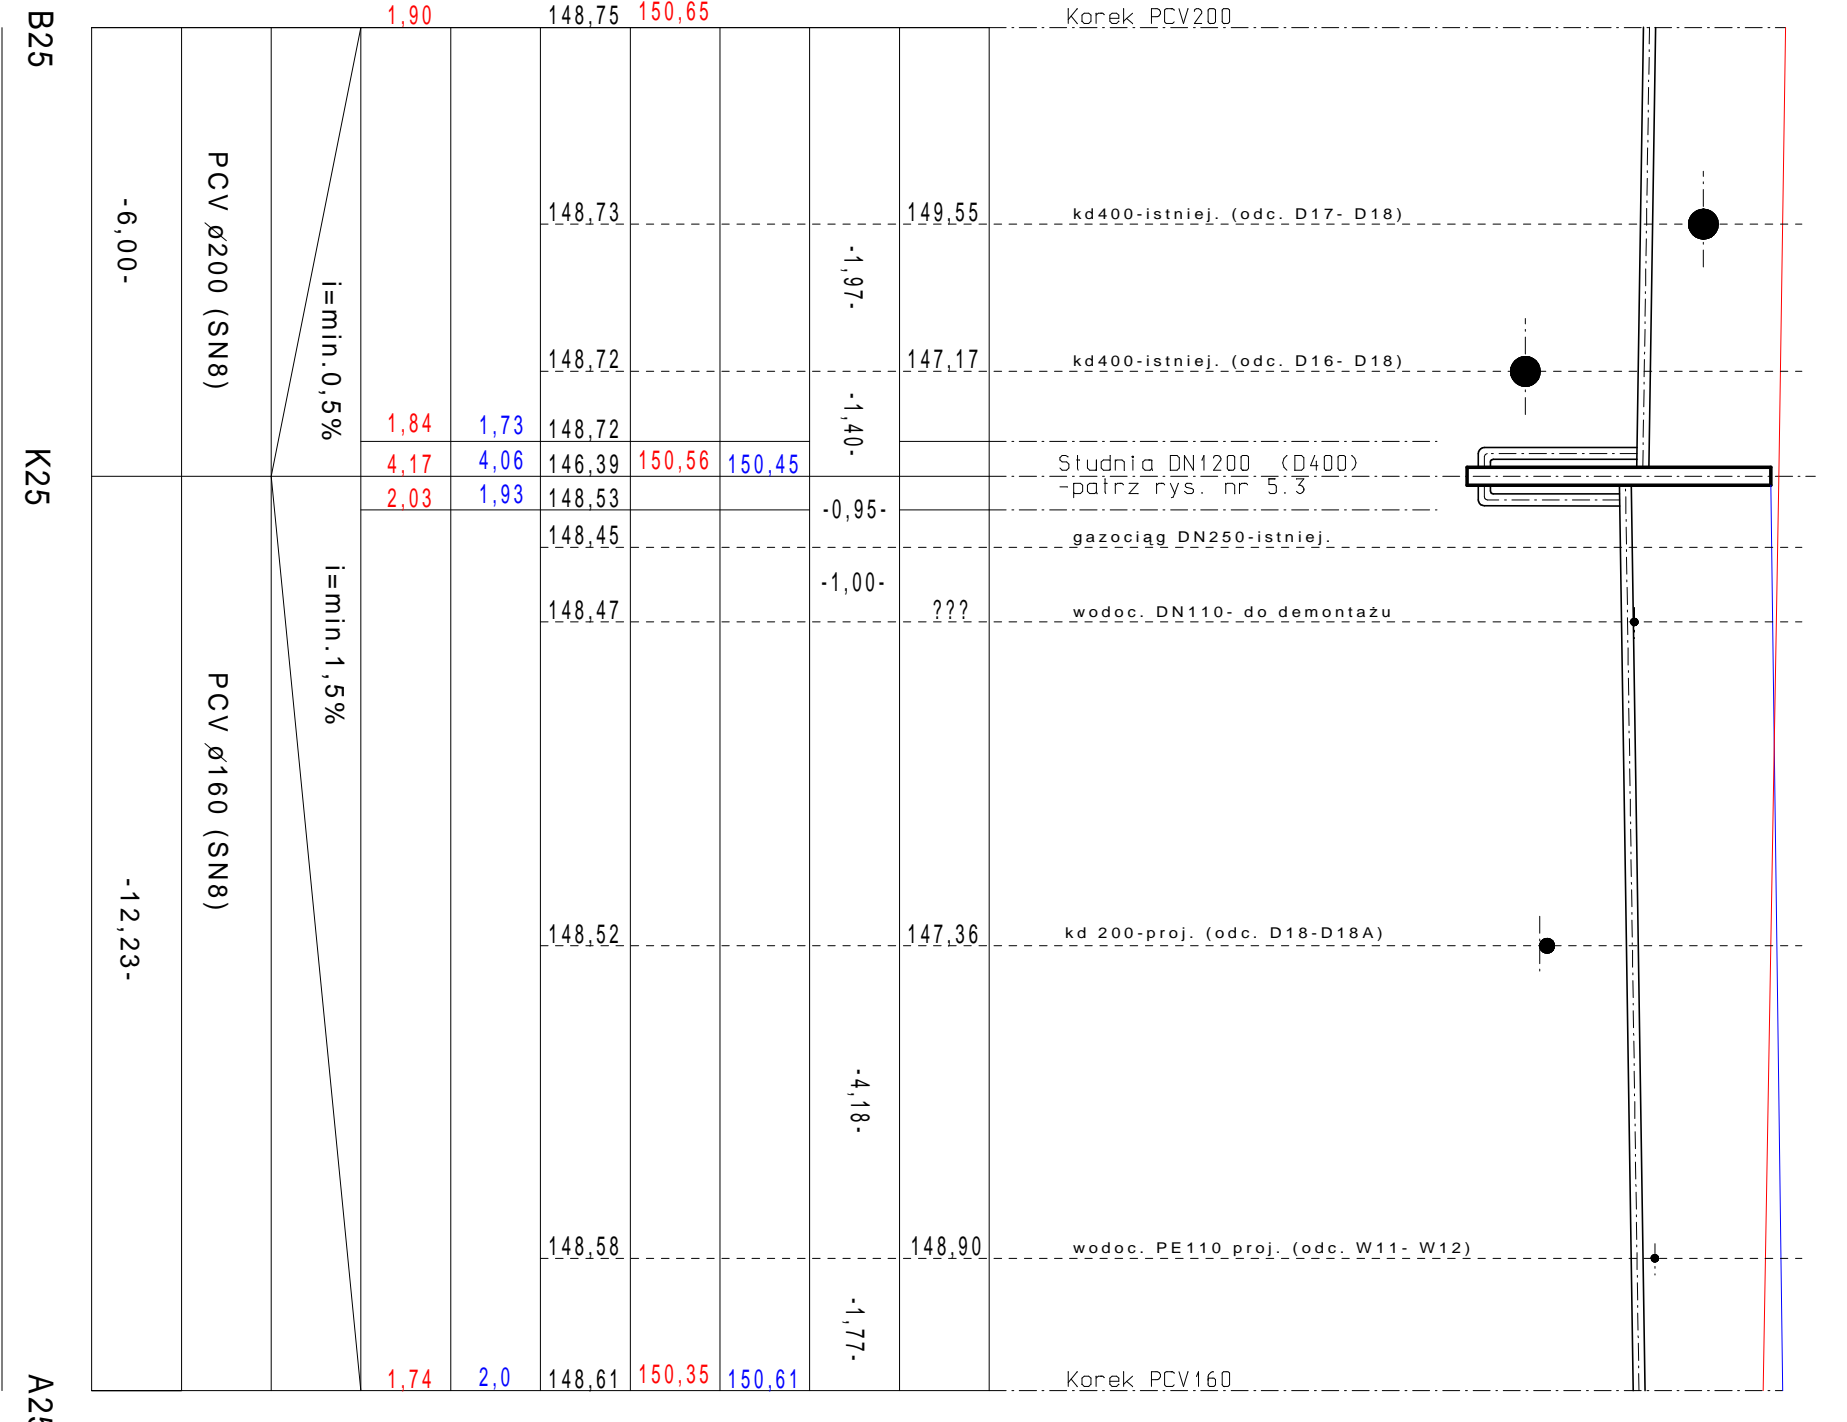 B25
1,90
148,75
150,65
Korek PCV200
148,73
149,55
kd400-istniej. (odc. D17- D18)
-6,00-
PCV ø200 (SN8)
i=min.0,5%
-1,97-
148,72
147,17
kd400-istniej. (odc. D16- D18)
1,84
1,73
148,72
-1,40-
K25
4,17
4,06
146,39
150,56
150,45
Studnia DN1200 (D400)
-patrz rys. nr 5.3
2,03
1,93
148,53
-0,95-
148,45
gazociąg DN250-istniej.
-1,00-
148,47
???
wodoc. DN110- do demontażu
i=min.1,5%
PCV ø160 (SN8)
-12,23-
148,52
147,36
kd 200-proj. (odc. D18-D18A)
-4,18-
148,58
148,90
wodoc. PE110 proj. (odc. W11- W12)
-1,77-
A25
1,74
2,0
148,61
150,35
150,61
Korek PCV160